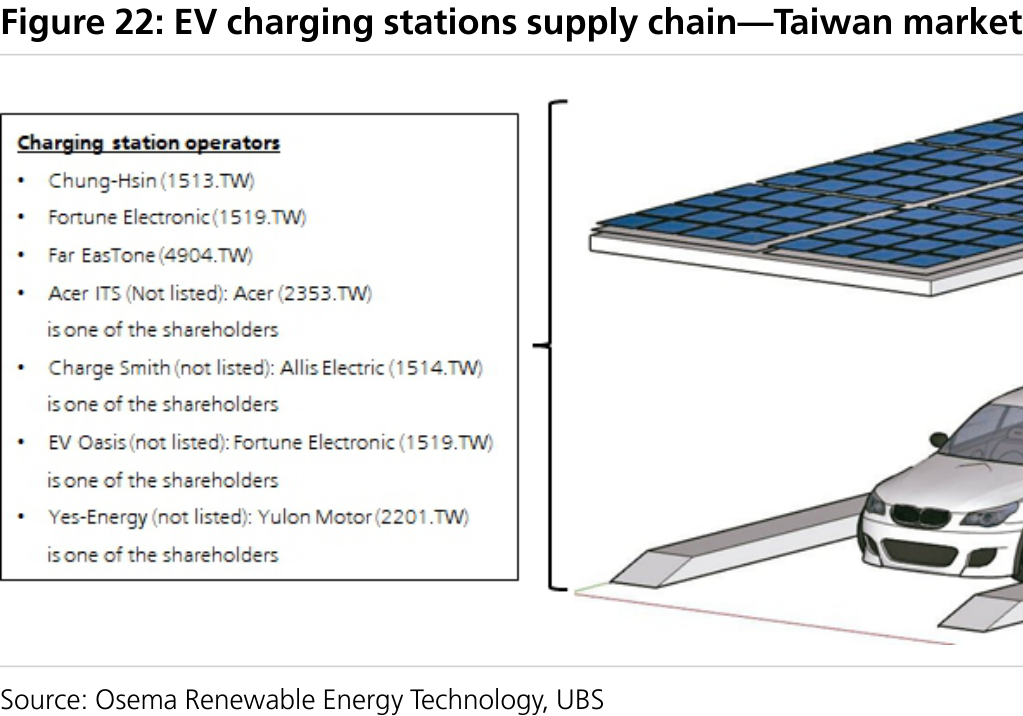 Figure 22: EV charging stations supply chain—Taiwan market
Charging station operators
• Chung-Hsin (1513.TW)
• Fortune Electronic (1519.TW)
• Far EasTone (4904.TW)
• Acer ITS (Not listed): Acer (2353.TW)
is one of the shareholders
• Charge Smith (not listed): Allis Electric (1514.TW)
is one of the shareholders
• EV Oasis (not listed): Fortune Electronic (1519.TW)
is one of the shareholders
• Yes-Energy (not listed): Yulon Motor (2201.TW)
is one of the shareholders
Source: Osema Renewable Energy Technology, UBS